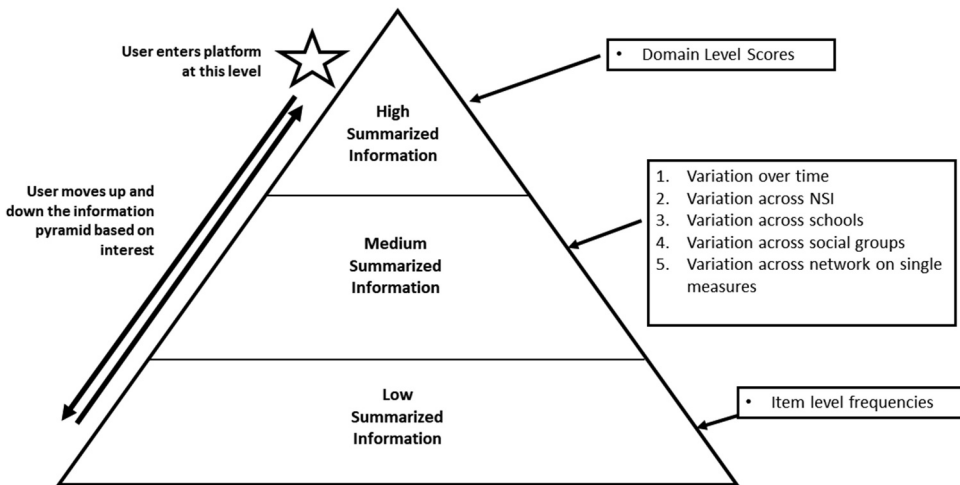 User enters platform
at this level
• Domain Level Scores
High
Summarized
Information
User moves up and
down the information
pyramid based on
interest
1. Variation over time
2. Variation across NSI
3. Variation across schools
4. Variation across social groups
5. Variation across network on single
measures
Medium
Summarized
Information
Low
Summarized
Information
• Item level frequencies